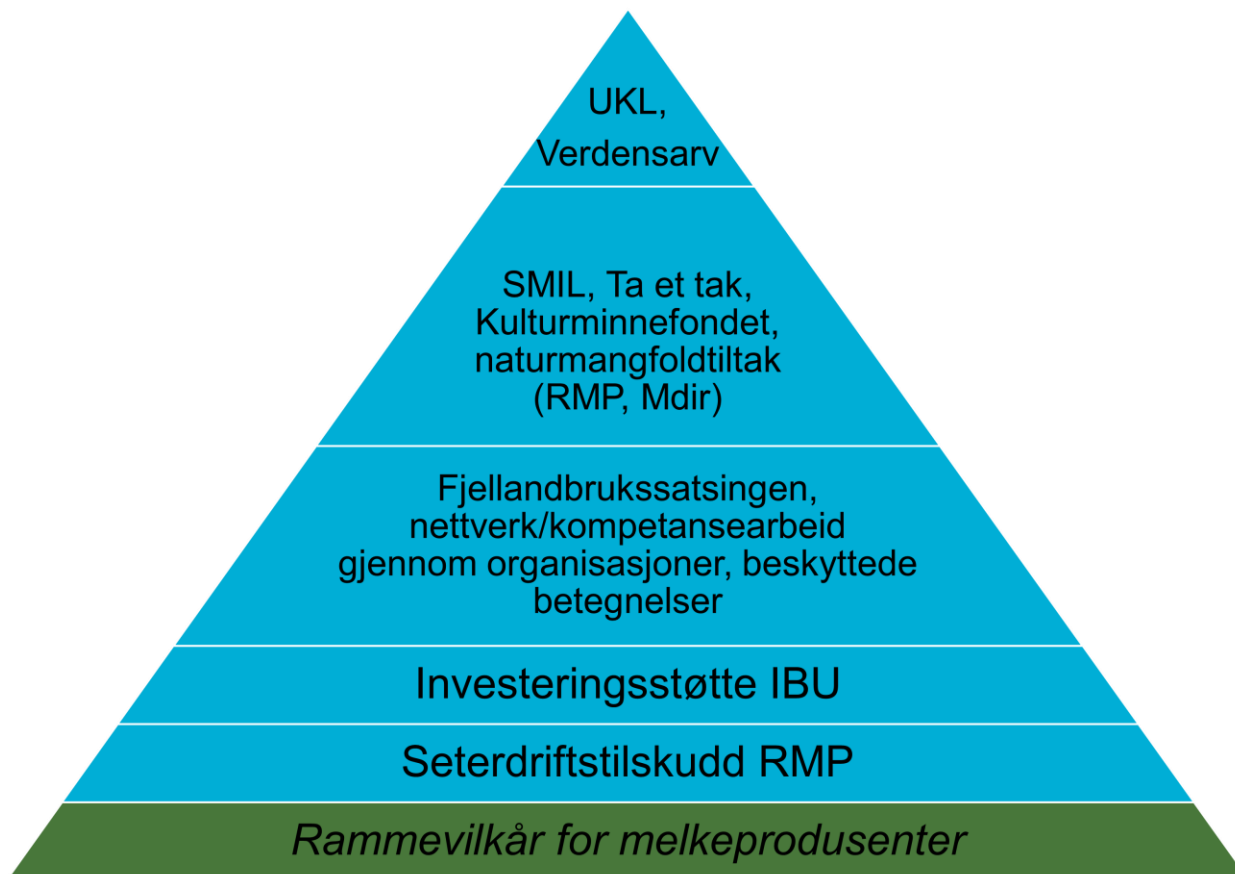 UKL,
Verdensarv
SMIL, Ta et tak,
Kulturminnefondet,
naturmangfoldtiltak
(RMP, Mdir)
Fjellandbrukssatsingen,
nettverk/kompetansearbeid
gjennom organisasjoner, beskyttede
betegnelser
Investeringsstøtte IBU
Seterdriftstilskudd RMP
Rammevilkår for melkeprodusenter